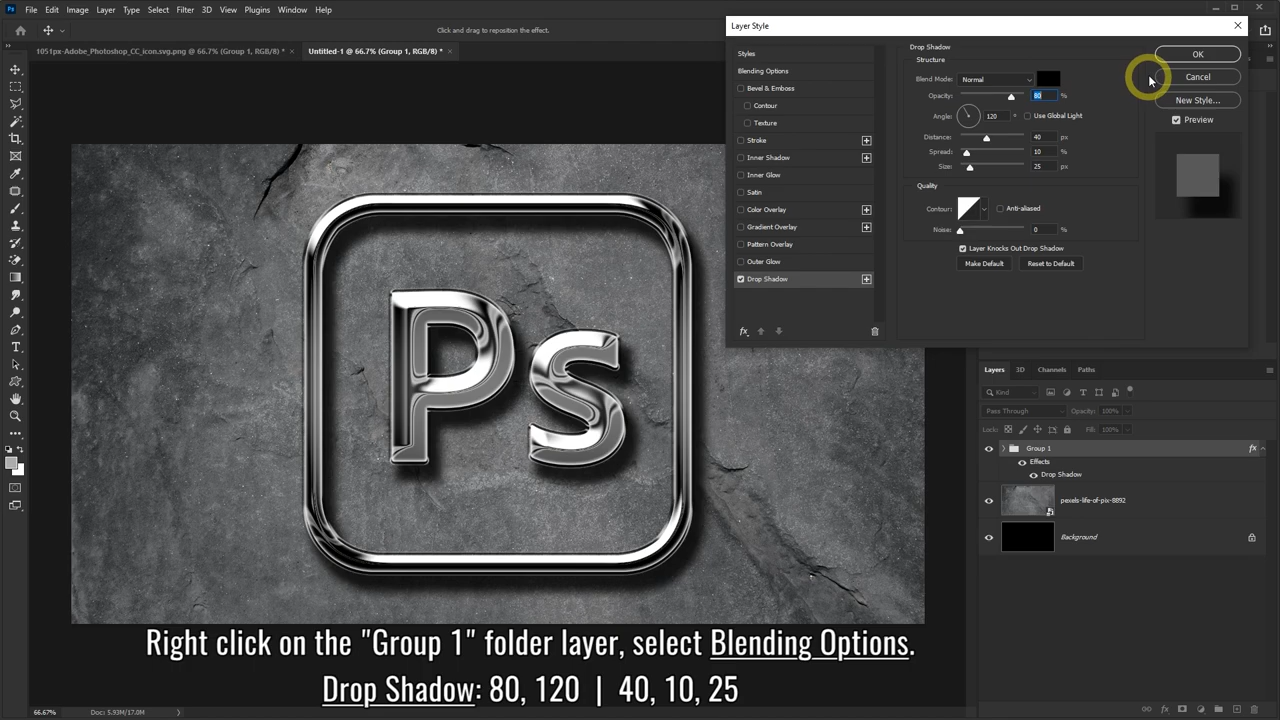 File Edit Image Layer Type Select Filter 3D View Plugins Window Help
Click and drag to reposition the effect.
1051px-Adobe_Photoshop_CC_icon.svg.png @ 66.7% (Group 1, RGB/8) * ×
Untitled-1 @ 66.7% (Group 1, RGB/8) * ×
Layer Style
Styles
Blending Options
Bevel & Emboss
Contour
Texture
Stroke
Inner Shadow
Inner Glow
Satin
Color Overlay
Gradient Overlay
Pattern Overlay
Outer Glow
Drop Shadow
fx
Drop Shadow
Structure
Blend Mode: Normal
Opacity: 80 %
Angle: 120 ° Use Global Light
Distance: 40 px
Spread: 10 %
Size: 25 px
Quality
Contour: Anti-aliased
Noise: 0 %
Layer Knocks Out Drop Shadow
Make Default Reset to Default
OK
Cancel
New Style...
Preview
Ps
Layers 3D Channels Paths
Kind
Pass Through Opacity: 100%
Lock: Fill: 100%
Group 1 fx
Effects
Drop Shadow
pexels-life-of-pix-8892
Background
Right click on the "Group 1" folder layer, select Blending Options.
Drop Shadow: 80, 120 | 40, 10, 25
66.67% Doc: 5.93M/17.0M